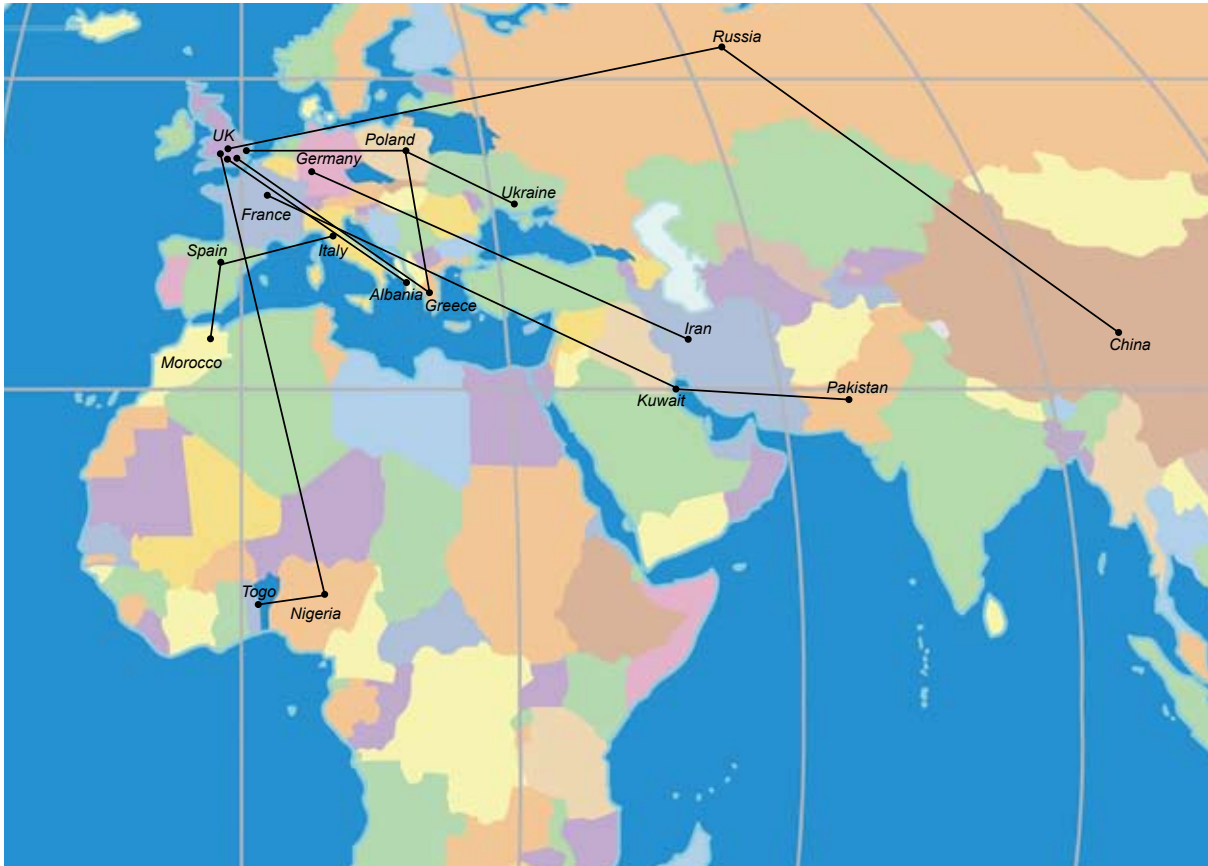 Russia
UK
Poland
Germany
Ukraine
France
Spain
Italy
Albania
Greece
Iran
China
Morocco
Kuwait
Pakistan
Togo
Nigeria